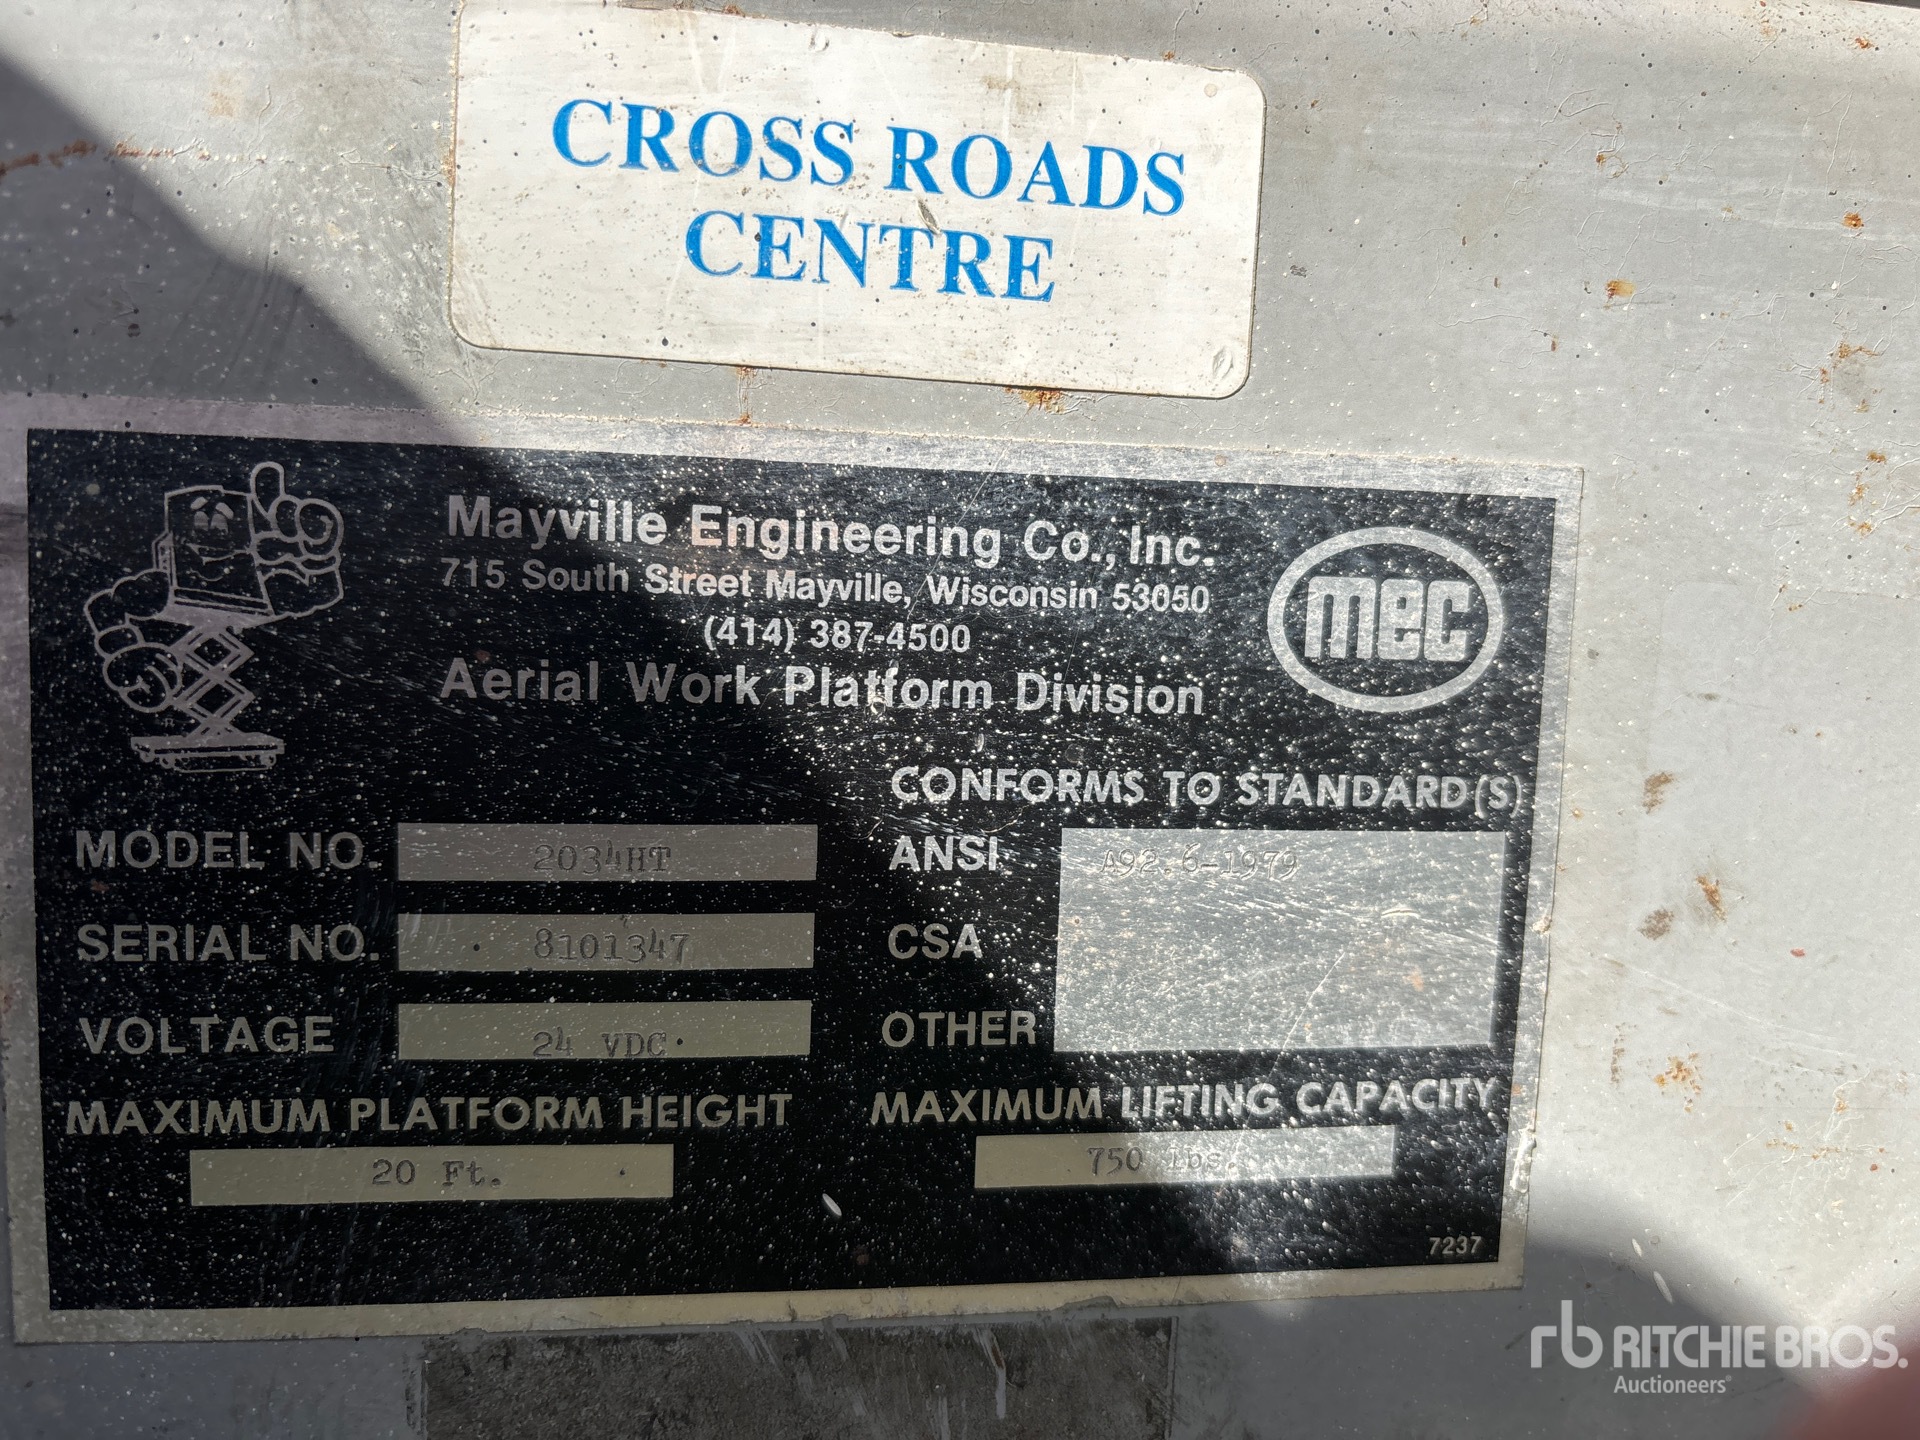 CROSS ROADS
CENTRE
Mayville Engineering Co., Inc.
715 South Street Mayville, Wisconsin 53050
(414) 387-4500
Aerial Work Platform Division
mec
CONFORMS TO STANDARD(S)
MODEL NO. 2034HT
ANSI A92.6-1979
SERIAL NO. 8101347
CSA
VOLTAGE 24 VDC
OTHER
MAXIMUM PLATFORM HEIGHT
20 Ft.
MAXIMUM LIFTING CAPACITY
750 lbs.
7237
rb RITCHIE BROS.
Auctioneers